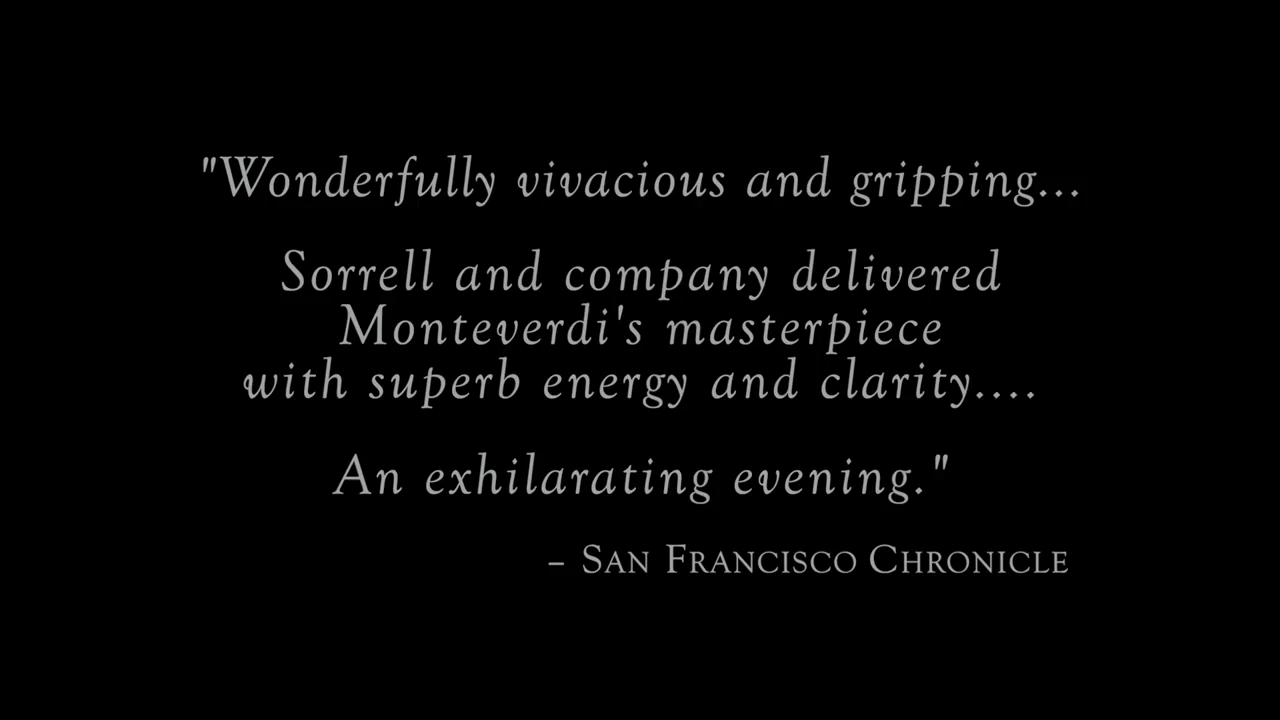 "Wonderfully vivacious and gripping...
Sorrell and company delivered
Monteverdi's masterpiece
with superb energy and clarity....
An exhilarating evening."
– SAN FRANCISCO CHRONICLE